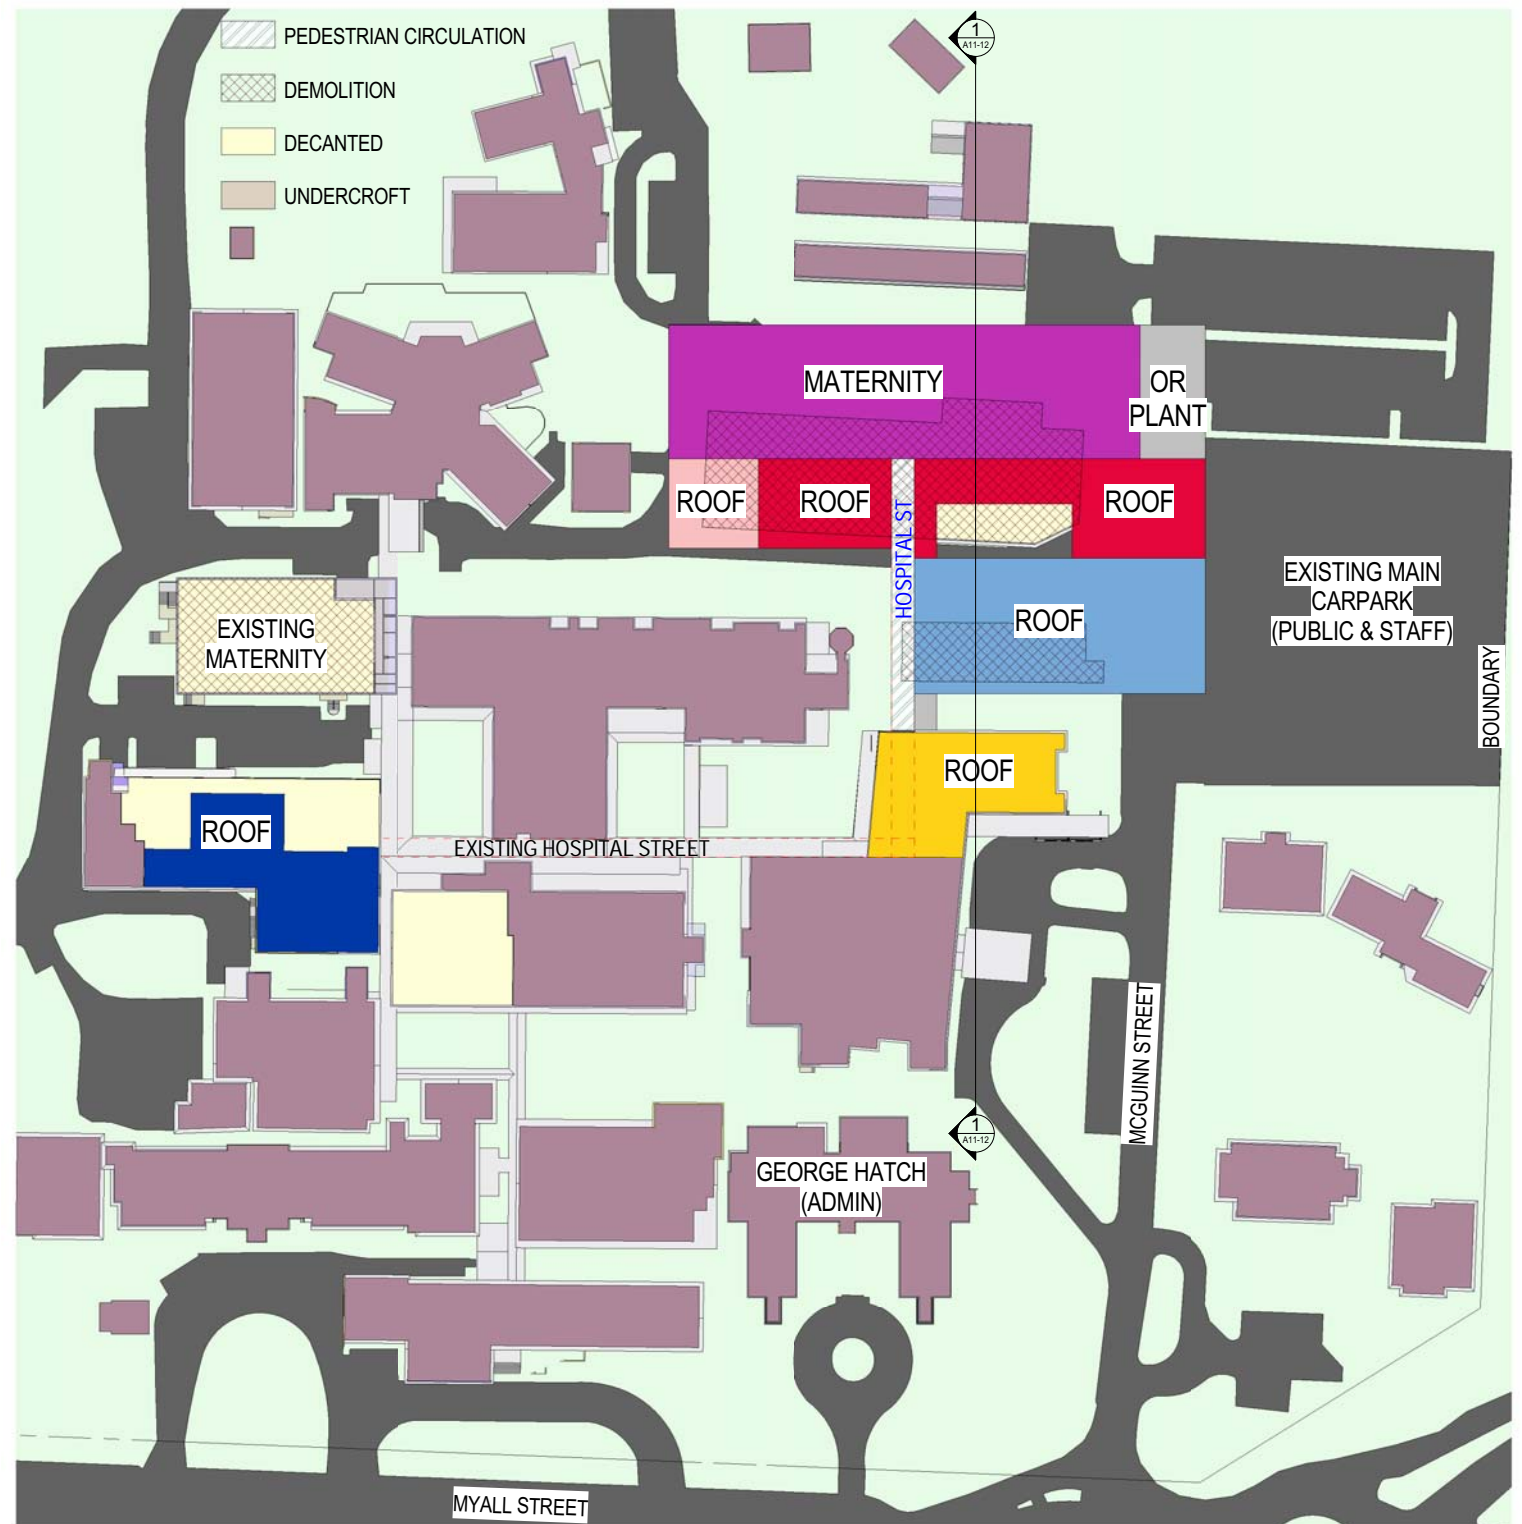 PEDESTRIAN CIRCULATION
DEMOLITION
DECANTED
UNDERCROFT
1
A11-12
MATERNITY
OR
PLANT
ROOF
ROOF
ROOF
HOSPITAL ST
EXISTING MAIN
CARPARK
(PUBLIC & STAFF)
ROOF
EXISTING
MATERNITY
BOUNDARY
ROOF
ROOF
EXISTING HOSPITAL STREET
MCGUINN STREET
1
A11-12
GEORGE HATCH
(ADMIN)
MYALL STREET